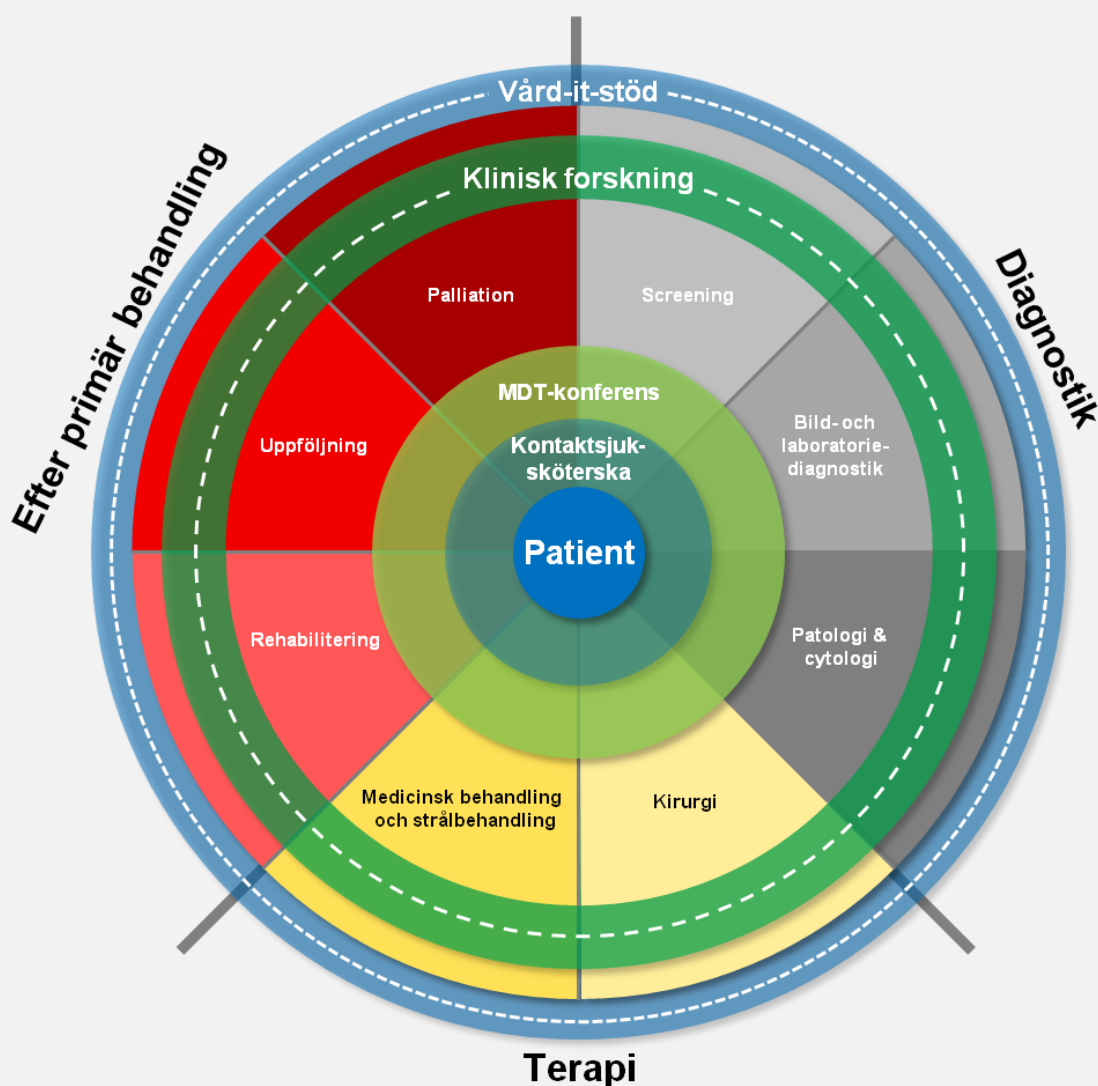 Vård-it-stöd
Klinisk forskning
Efter primär behandling
Diagnostik
Palliation
Screening
MDT-konferens
Kontaktsjuk-
sköterska
Uppföljning
Bild- och
laboratorie-
diagnostik
Patient
Rehabilitering
Patologi &
cytologi
Medicinsk behandling
och strålbehandling
Kirurgi
Terapi